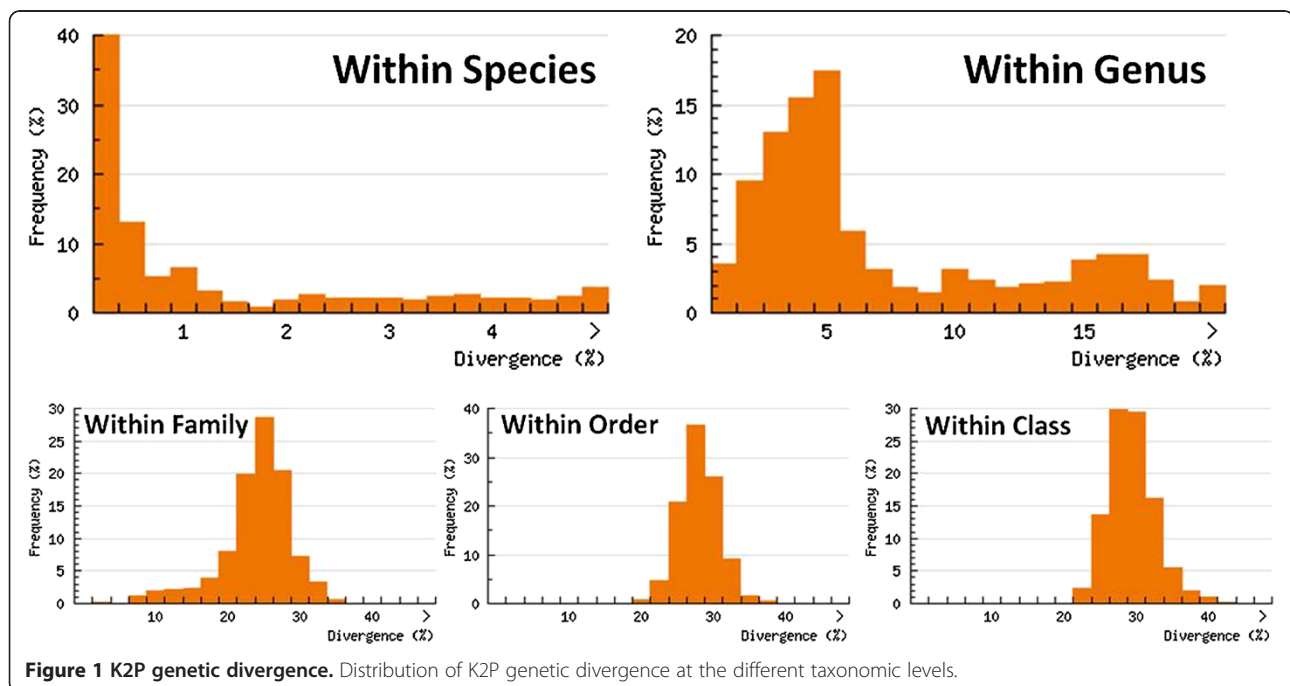 Within Species
Frequency (%)
40
30
20
10
0
1 2 3 4 >
Divergence (%)
Within Genus
Frequency (%)
20
15
10
5
0
5 10 15 >
Divergence (%)
Within Family
Frequency (%)
30
25
20
15
10
5
0
10 20 30 40 >
Divergence (%)
Within Order
Frequency (%)
40
30
20
10
0
10 20 30 40 >
Divergence (%)
Within Class
Frequency (%)
30
25
20
15
10
5
0
10 20 30 40 >
Divergence (%)
Figure 1 K2P genetic divergence. Distribution of K2P genetic divergence at the different taxonomic levels.